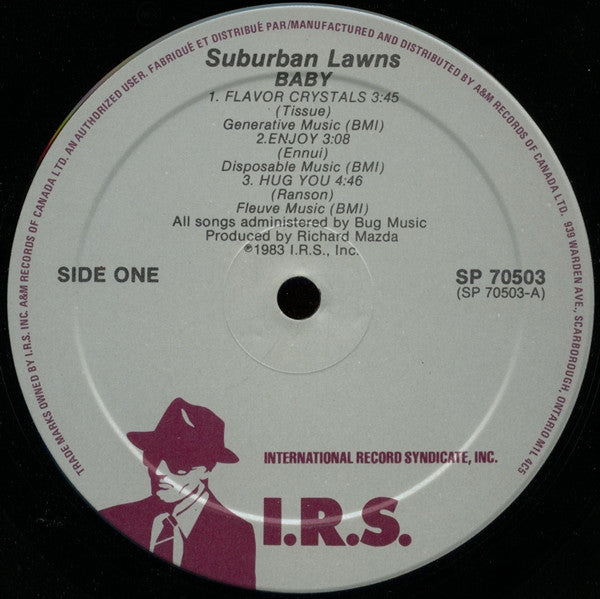 TRADE MARKS OWNED BY I.R.S. INC. A&M RECORDS OF CANADA LTD. AN AUTHORIZED USER. FABRIQUÉ ET DISTRIBUÉ PAR/MANUFACTURED AND DISTRIBUTED BY A&M RECORDS OF CANADA LTD. 939 WARDEN AVE., SCARBOROUGH, ONTARIO M1L 4C5
Suburban Lawns
BABY
1. FLAVOR CRYSTALS 3:45
(Tissue)
Generative Music (BMI)
2.ENJOY 3:08
(Ennui)
Disposable Music (BMI)
3. HUG YOU 4:46
(Ranson)
Fleuve Music (BMI)
All songs administered by Bug Music
Produced by Richard Mazda
℗1983 I.R.S., Inc.
SIDE ONE
SP 70503
(SP 70503-A)
INTERNATIONAL RECORD SYNDICATE, INC.
I.R.S.